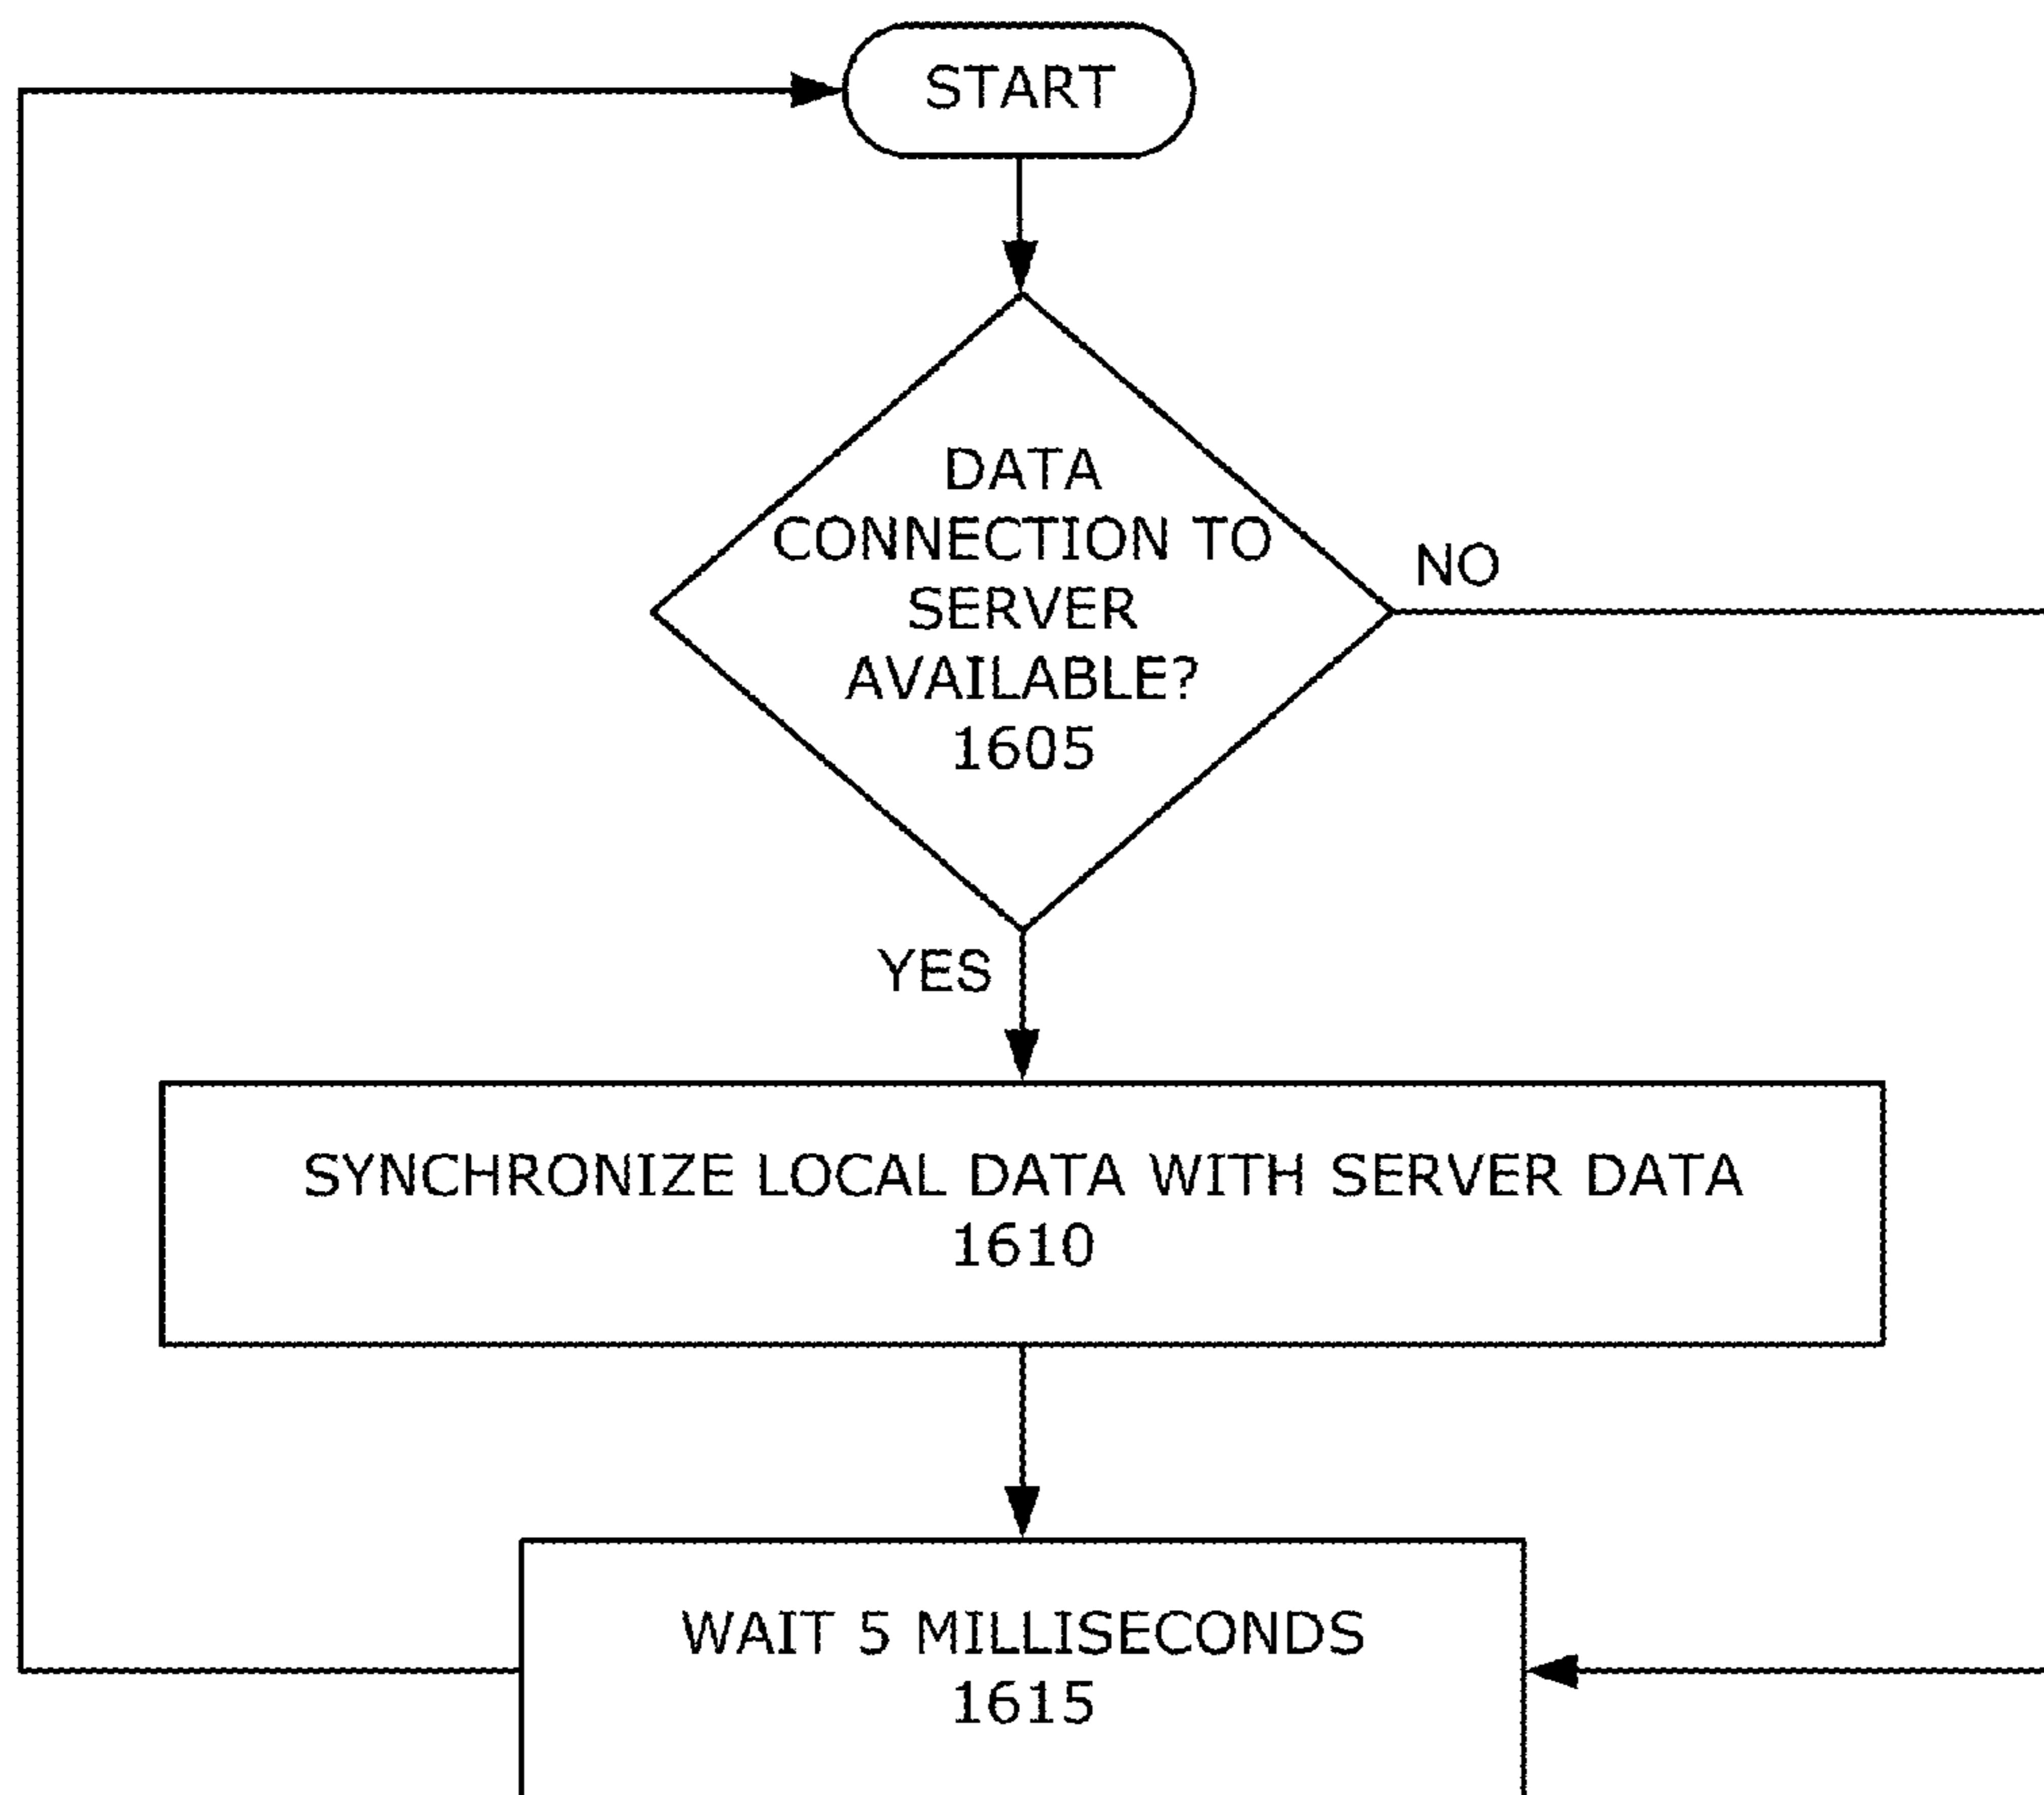 START
DATA
CONNECTION TO
SERVER
AVAILABLE?
1605
NO
YES
SYNCHRONIZE LOCAL DATA WITH SERVER DATA
1610
WAIT 5 MILLISECONDS
1615